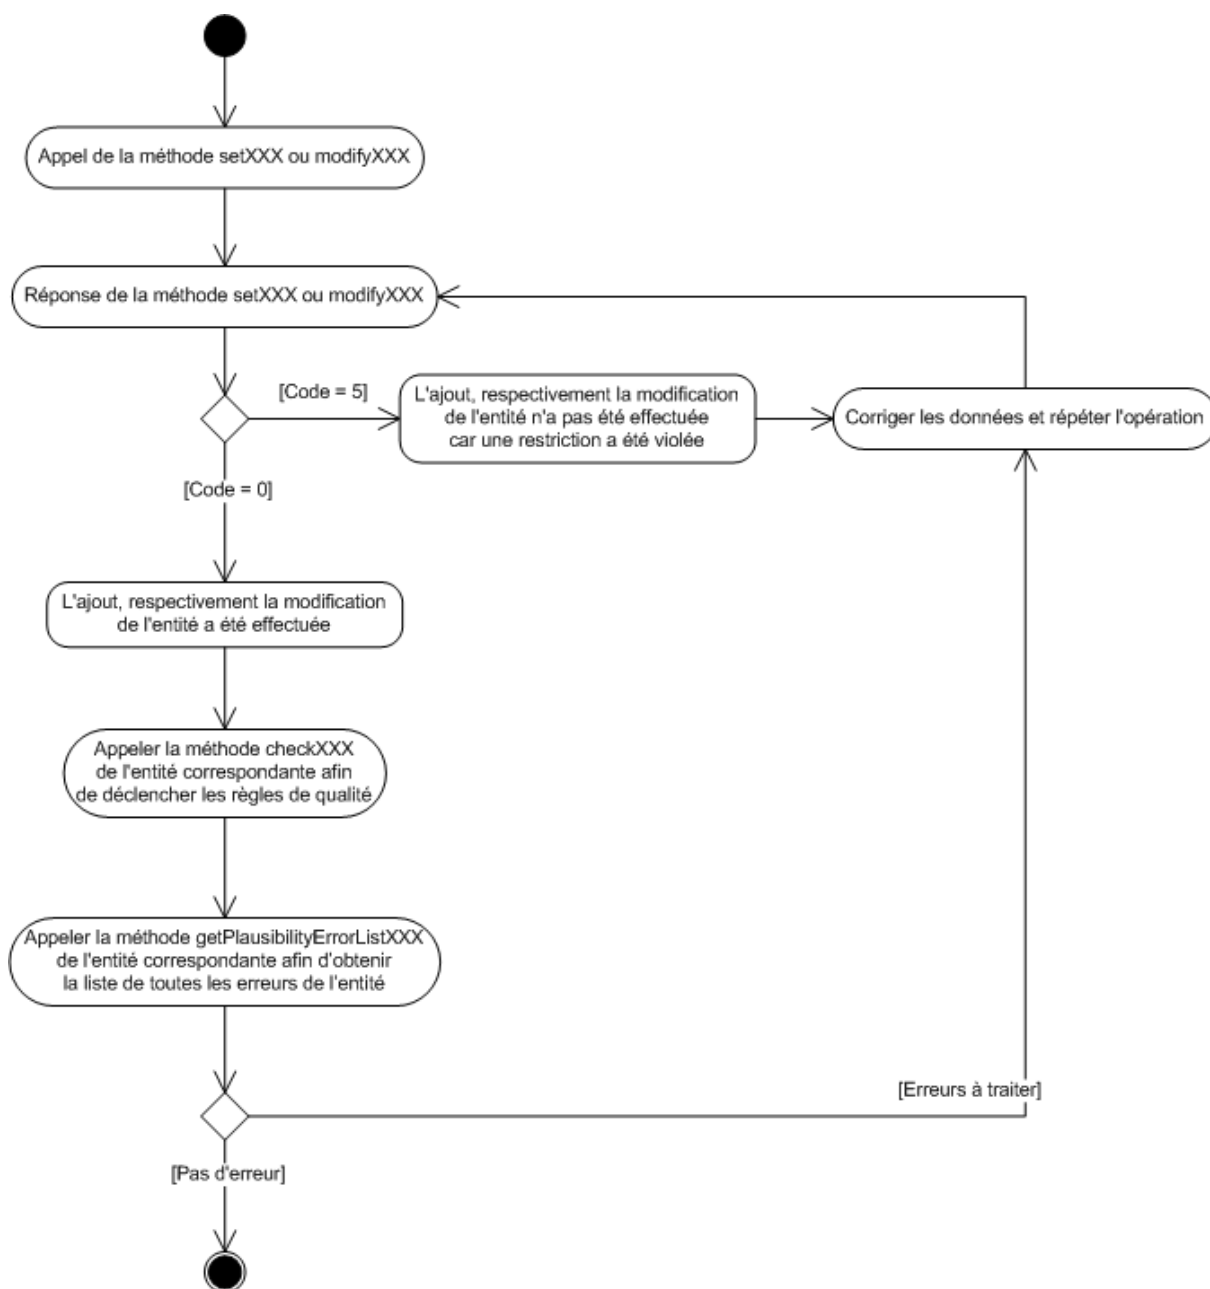 Appel de la méthode setXXX ou modifyXXX
Réponse de la méthode setXXX ou modifyXXX
[Code = 5]
L'ajout, respectivement la modification
de l'entité n'a pas été effectuée
car une restriction a été violée
Corriger les données et répéter l'opération
[Code = 0]
L'ajout, respectivement la modification
de l'entité a été effectuée
Appeler la méthode checkXXX
de l'entité correspondante afin
de déclencher les règles de qualité
Appeler la méthode getPlausibilityErrorListXXX
de l'entité correspondante afin d'obtenir
la liste de toutes les erreurs de l'entité
[Erreurs à traiter]
[Pas d'erreur]